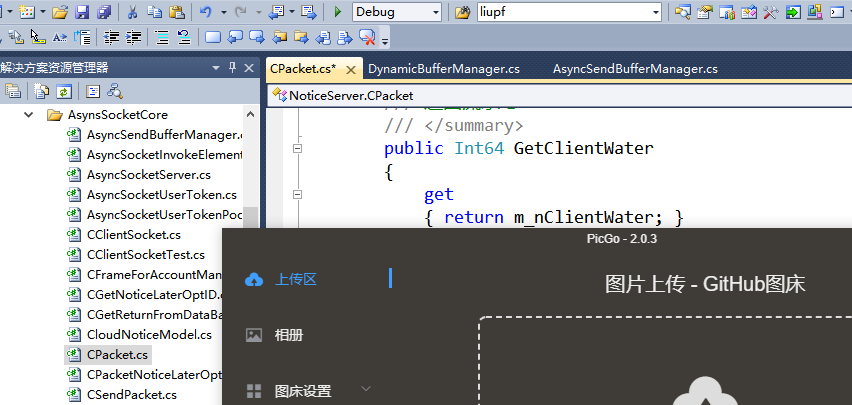 Debug
liupf
解决方案资源管理器
AsynsSocketCore
AsyncSendBufferManager.
AsyncSocketInvokeElement
AsyncSocketServer.cs
AsyncSocketUserToken.cs
AsyncSocketUserTokenPoo
CClientSocket.cs
CClientSocketTest.cs
CFrameForAccountMan
CGetNoticeLaterOptID.
CGetReturnFromDataBa
CloudNoticeModel.cs
CPacket.cs
CPacketNoticeLaterOpt
CSendPacket.cs
CPacket.cs*
DynamicBufferManager.cs
AsyncSendBufferManager.cs
NoticeServer.CPacket
/// </summary>
public Int64 GetClientWater
{
get
{ return m_nClientWater; }
PicGo - 2.0.3
上传区
相册
图床设置
图片上传 - GitHub图床